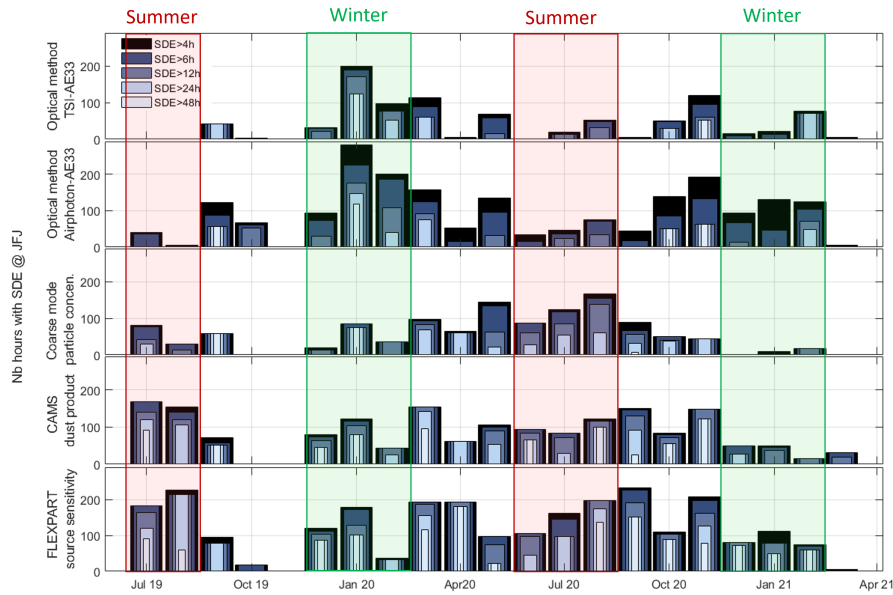 Summer
Winter
Summer
Winter
Nb hours with SDE @ JFJ
Optical method
TSI-AE33
200
100
0
SDE>4h
SDE>6h
SDE>12h
SDE>24h
SDE>48h
Optical method
Airphoton-AE33
200
100
0
Coarse mode
particle concen.
200
100
0
CAMS
dust product
200
100
0
FLEXPART
source sensitivity
200
100
0
Jul 19
Oct 19
Jan 20
Apr20
Jul 20
Oct 20
Jan 21
Apr 21